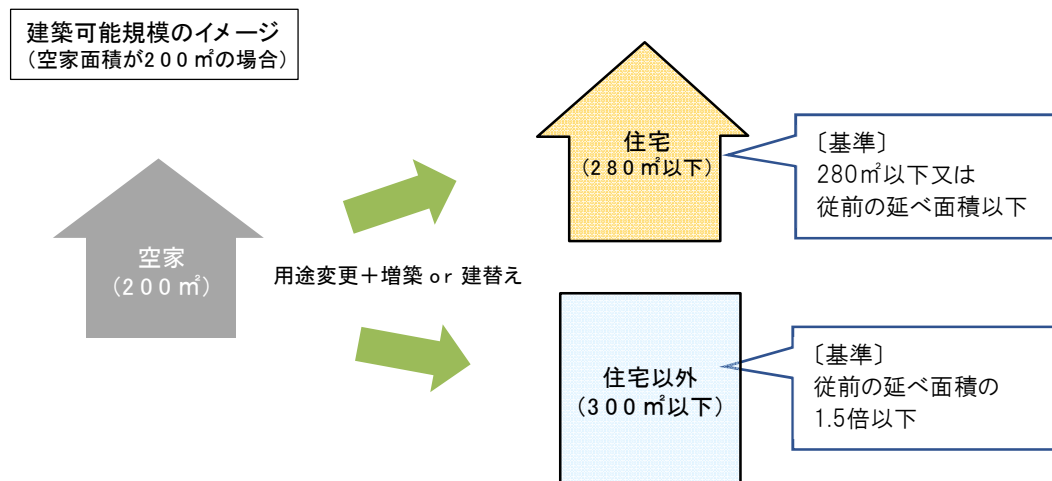 建築可能規模のイメージ
（空家面積が200㎡の場合）
空家
（200㎡）
用途変更＋増築 or 建替え
住宅
（280㎡以下）
〔基準〕
280㎡以下又は
従前の延べ面積以下
住宅以外
（300㎡以下）
〔基準〕
従前の延べ面積の
1.5倍以下